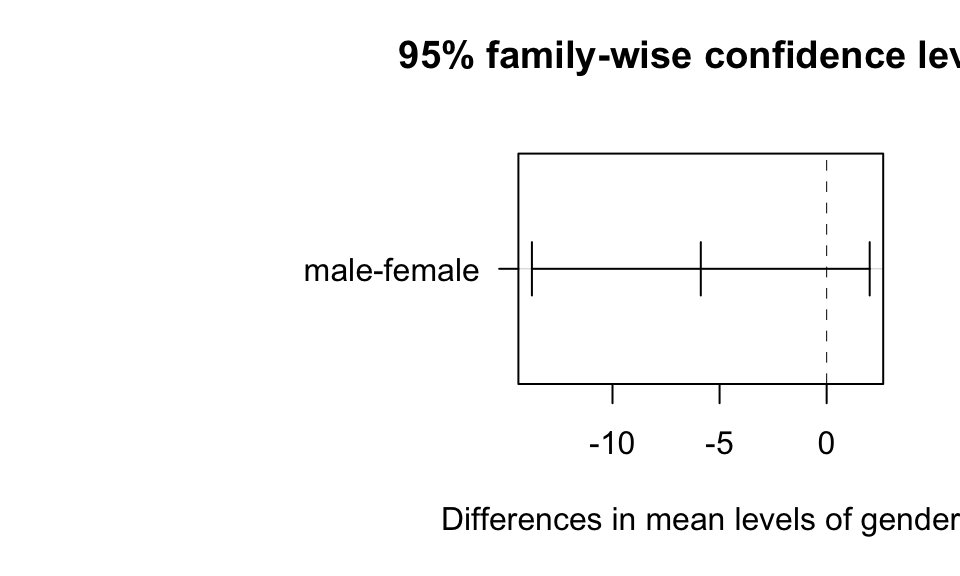 95% family-wise confidence lev
male-female
-10 -5 0
Differences in mean levels of gender